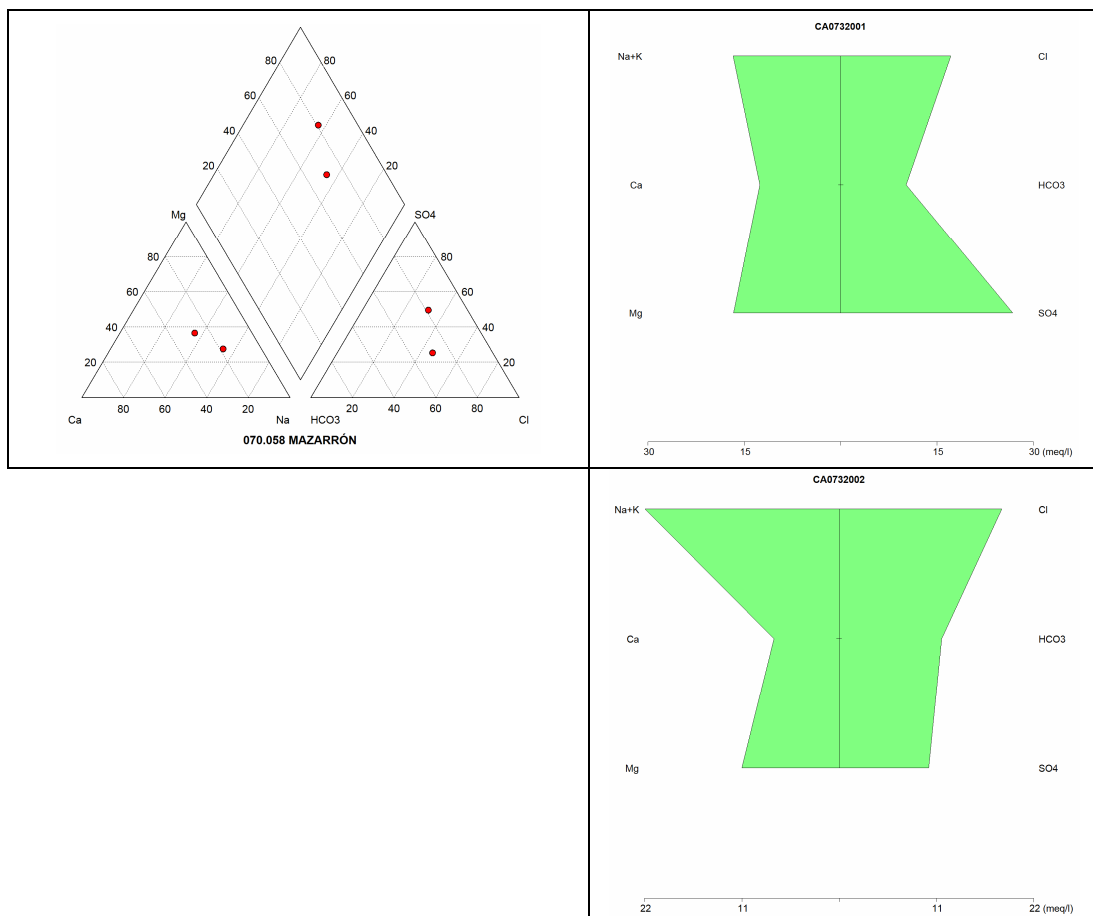 80 80
60 60
40 40
20 20
Mg SO4
80 80
60 60
40 40
20 20
Ca 80 60 40 20 Na HCO3 20 40 60 80 Cl
070.058 MAZARRÓN
CA0732001
Na+K Cl
Ca HCO3
Mg SO4
30 15 15 30 (meq/l)
CA0732002
Na+K Cl
Ca HCO3
Mg SO4
22 11 11 22 (meq/l)